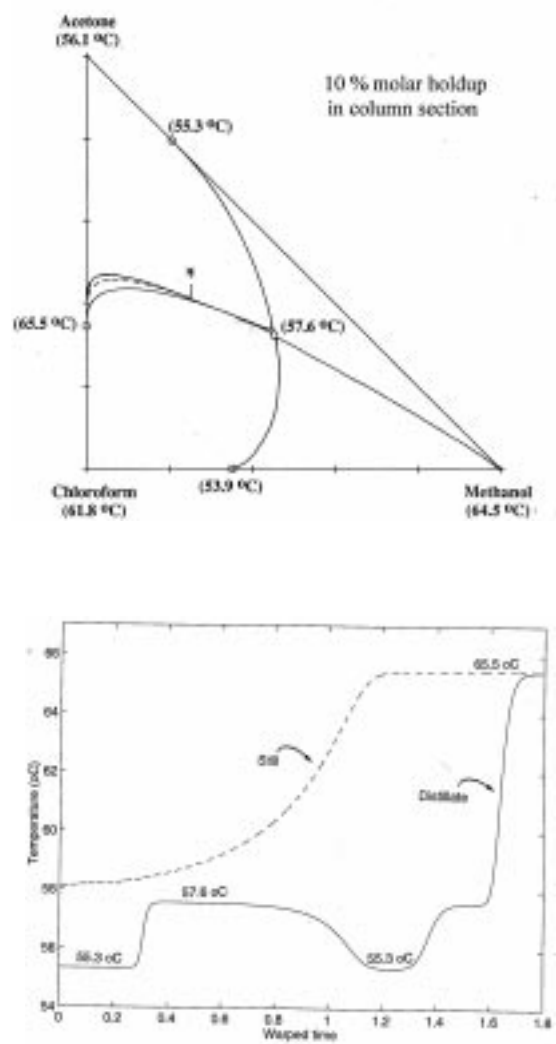 Acetone
(56.1 ºC)
10 % molar holdup
in column section
(55.3 ºC)
(65.5 ºC)
(57.6 ºC)
(53.9 ºC)
Chloroform
(61.8 ºC)
Methanol
(64.5 ºC)
66
64
62
60
58
56
54
Temperature (oC)
65.5 oC
Still
Distillate
57.6 oC
55.3 oC
55.3 oC
0 0.2 0.4 0.6 0.8 1 1.2 1.4 1.6 1.8
Warped time